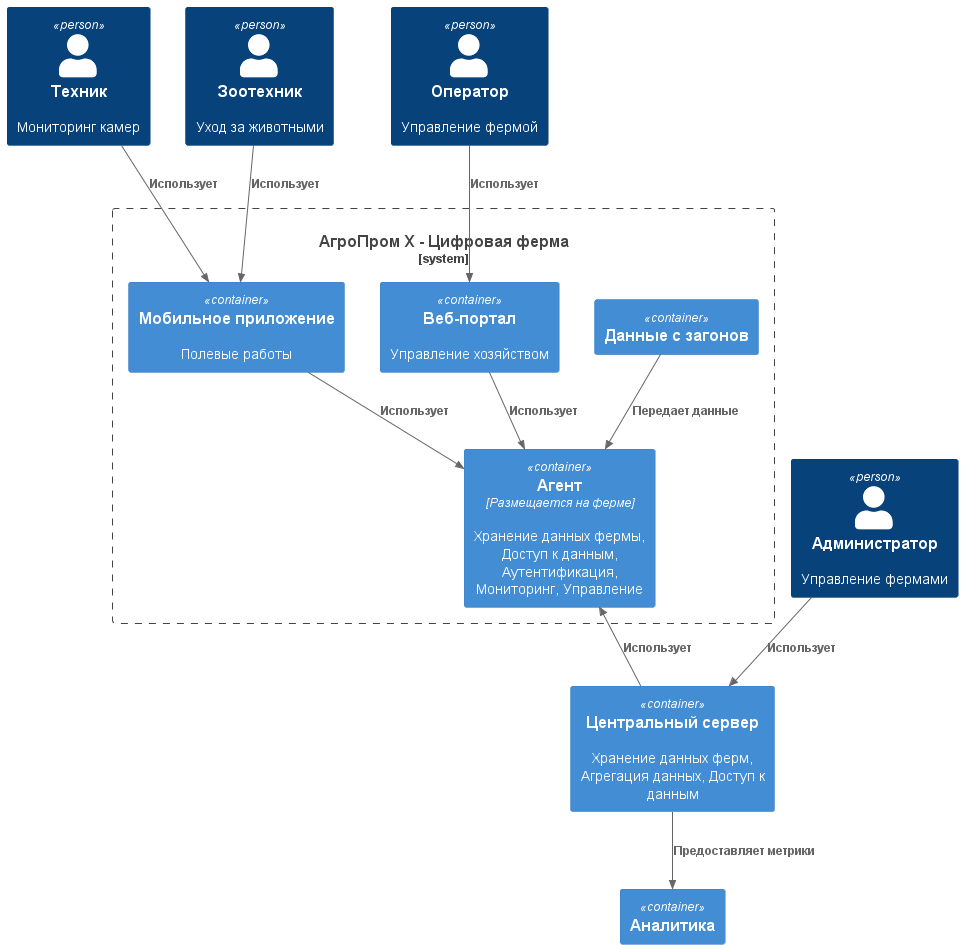 «person»
Техник
Мониторинг камер
«person»
Зоотехник
Уход за животными
«person»
Оператор
Управление фермой
Использует
Использует
Использует
АгроПром X - Цифровая ферма
[system]
«container»
Мобильное приложение
Полевые работы
«container»
Веб-портал
Управление хозяйством
«container»
Данные с загонов
Использует
Использует
Передает данные
«container»
Агент
[Размещается на ферме]
Хранение данных фермы,
Доступ к данным,
Аутентификация,
Мониторинг, Управление
«person»
Администратор
Управление фермами
Использует
Использует
«container»
Центральный сервер
Хранение данных ферм,
Агрегация данных, Доступ к
данным
Предоставляет метрики
«container»
Аналитика